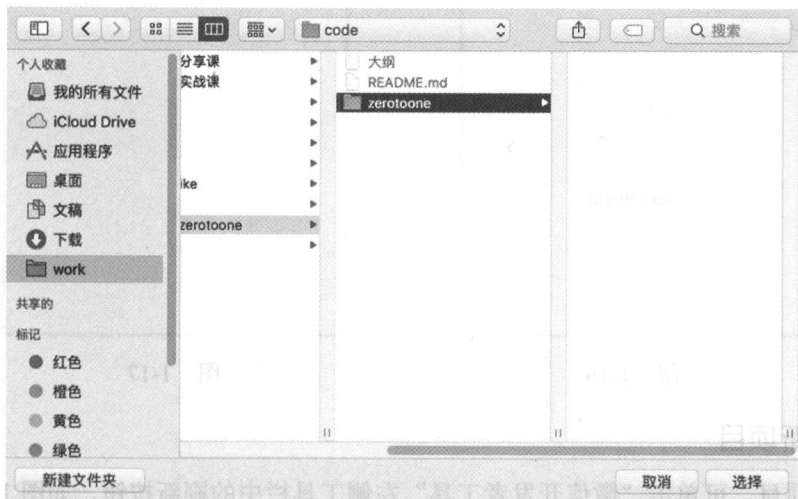 code
搜索
个人收藏
我的所有文件
iCloud Drive
应用程序
桌面
文稿
下载
work
共享的
标记
红色
橙色
黄色
绿色
分享课
实战课
ike
zerotoone
大纲
README.md
zerotoone
新建文件夹
取消
选择